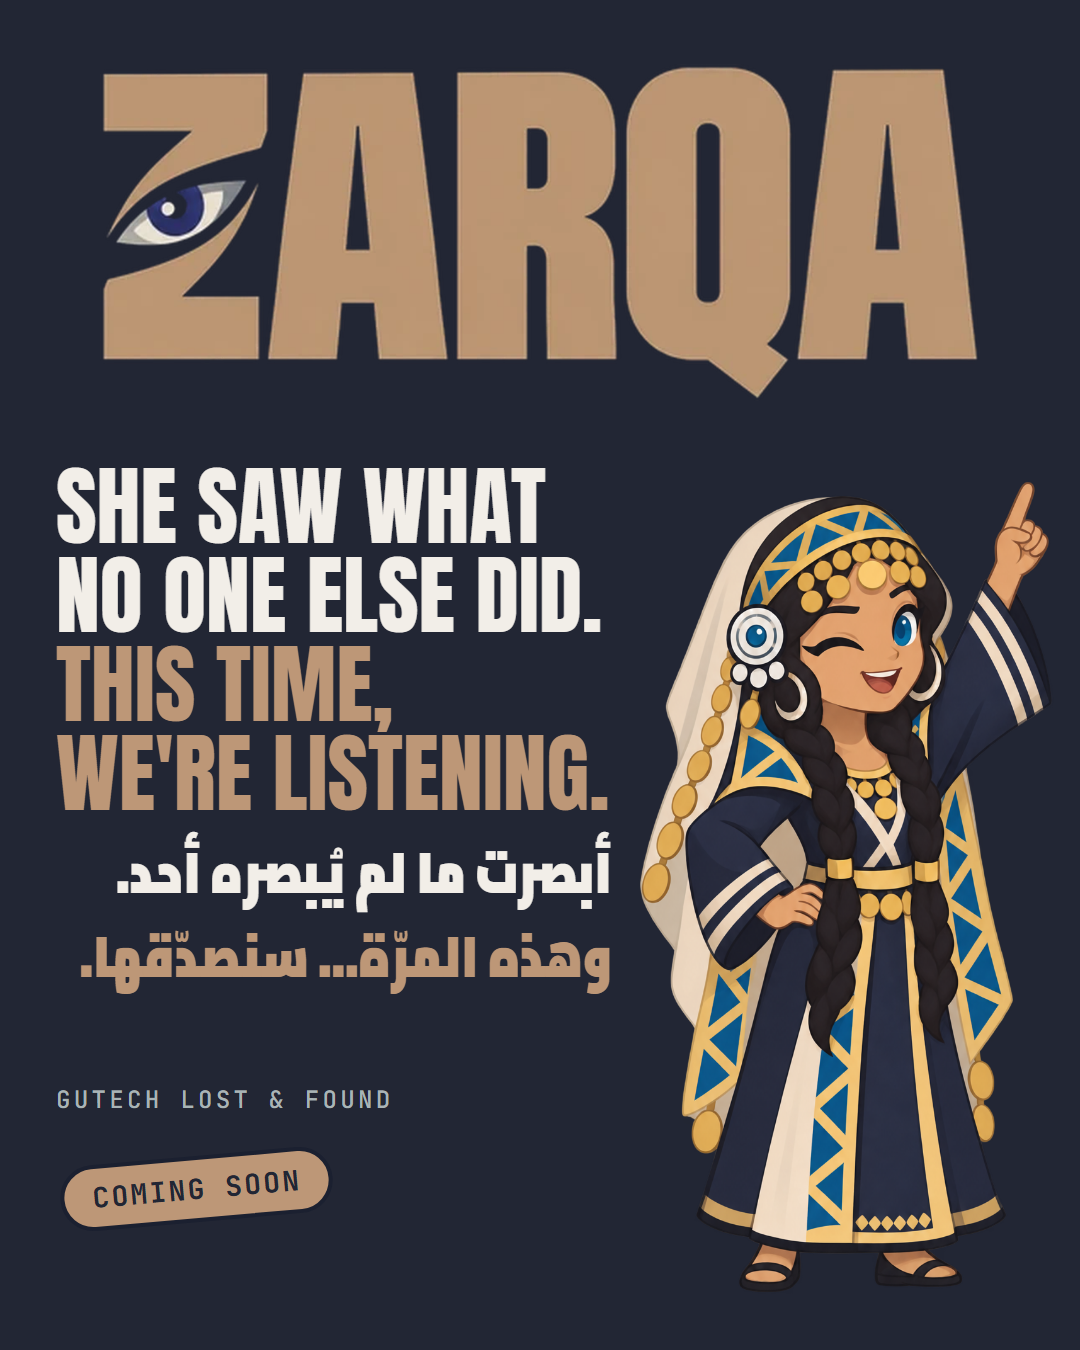 ZARQA
SHE SAW WHAT
NO ONE ELSE DID.
THIS TIME,
WE'RE LISTENING.
أبصرت ما لم يُبصره أحد.
وهذه المرّة... سنصدّقها.
GUTECH LOST & FOUND
COMING SOON